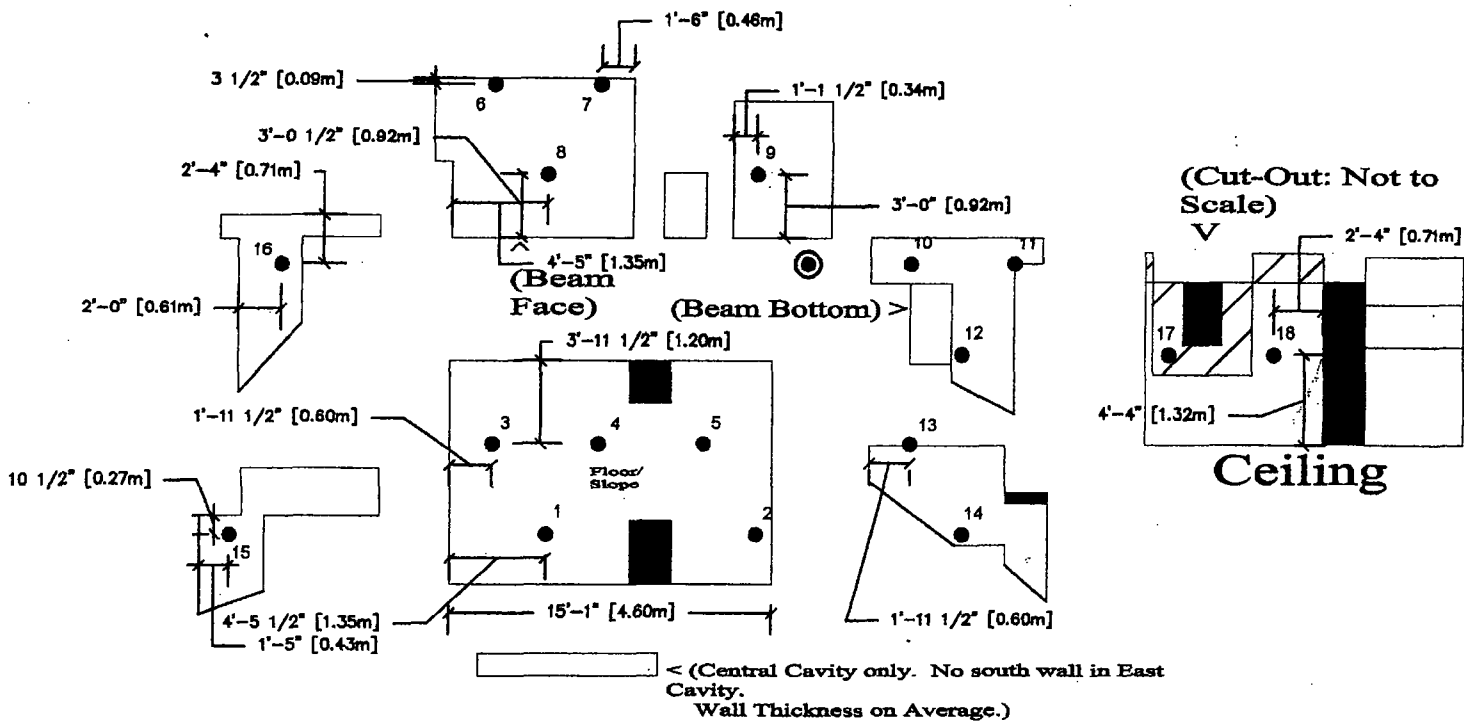 1'-6" [0.46m]
3 1/2" [0.09m]
6
7
1'-1 1/2" [0.34m]
3'-0 1/2" [0.92m]
8
9
2'-4" [0.71m]
(Cut-Out: Not to
Scale)
V
3'-0" [0.92m]
2'-4" [0.71m]
16
10
11
4'-5" [1.35m]
(Beam
Face)
2'-0" [0.61m]
(Beam Bottom) >
3'-11 1/2" [1.20m]
12
17
18
1'-11 1/2" [0.60m]
4'-4" [1.32m]
3
4
5
13
Floor/
Slope
Ceiling
10 1/2" [0.27m]
1
2
14
15
4'-5 1/2" [1.35m]
15'-1" [4.60m]
1'-11 1/2" [0.60m]
1'-5" [0.43m]
< (Central Cavity only. No south wall in East
Cavity.
Wall Thickness on Average.)